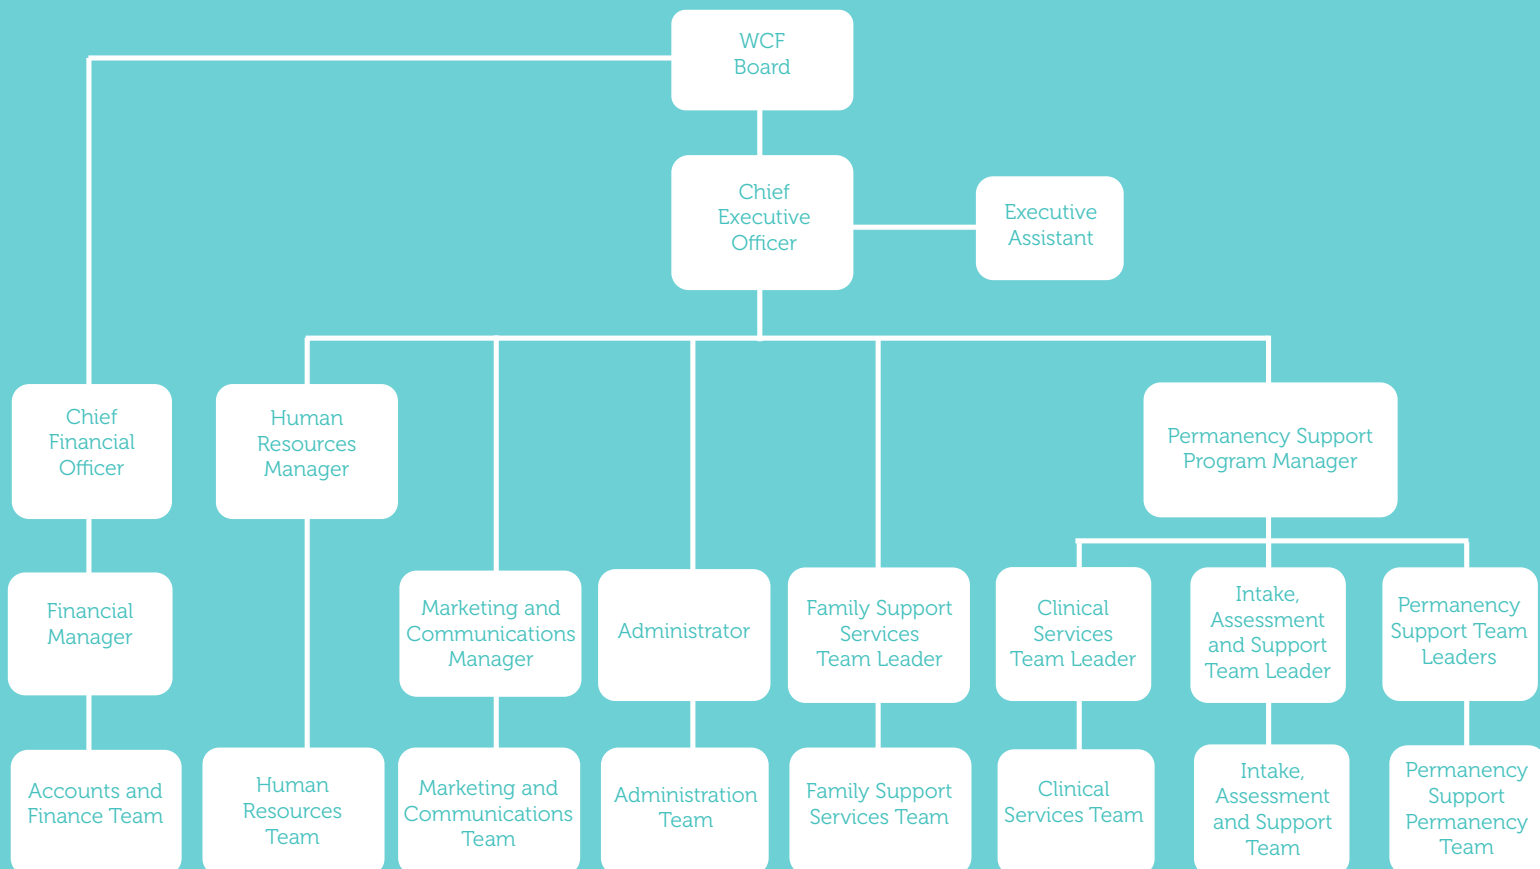 WCF
Board
Chief
Executive
Officer
Executive
Assistant
Chief
Financial
Officer
Human
Resources
Manager
Permanency Support
Program Manager
Financial
Manager
Marketing and
Communications
Manager
Administrator
Family Support
Services
Team Leader
Clinical
Services
Team Leader
Intake,
Assessment
and Support
Team Leader
Permanency
Support Team
Leaders
Accounts and
Finance Team
Human
Resources
Team
Marketing and
Communications
Team
Administration
Team
Family Support
Services Team
Clinical
Services Team
Intake,
Assessment
and Support
Team
Permanency
Support
Permanency
Team